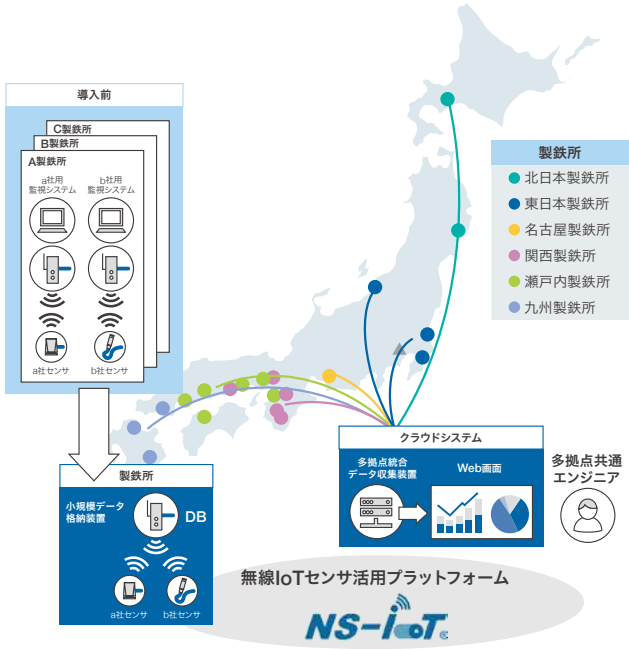 導入前
C製鉄所
B製鉄所
A製鉄所
a社用
監視システム
b社用
監視システム
a社センサ
b社センサ
製鉄所
北日本製鉄所
東日本製鉄所
名古屋製鉄所
関西製鉄所
瀬戸内製鉄所
九州製鉄所
クラウドシステム
多拠点統合
データ収集装置
Web画面
多拠点共通
エンジニア
製鉄所
小規模データ
格納装置
DB
a社センサ
b社センサ
無線IoTセンサ活用プラットフォーム
NS-IoT